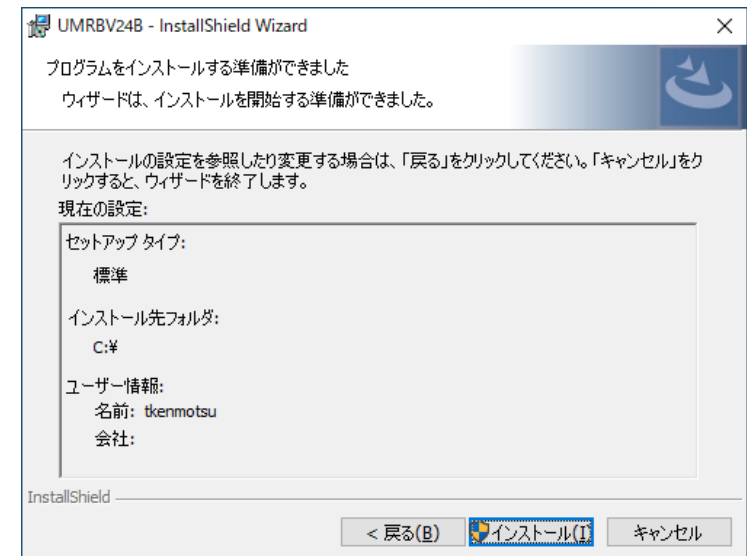 UMRBV24B - InstallShield Wizard
プログラムをインストールする準備ができました
ウィザードは、インストールを開始する準備ができました。
インストールの設定を参照したり変更する場合は、「戻る」をクリックしてください。「キャンセル」をク
リックすると、ウィザードを終了します。
現在の設定:
セットアップ タイプ:
標準
インストール先フォルダ:
C:¥
ユーザー情報:
名前: tkenmotsu
会社:
InstallShield
< 戻る(B) インストール(I) キャンセル